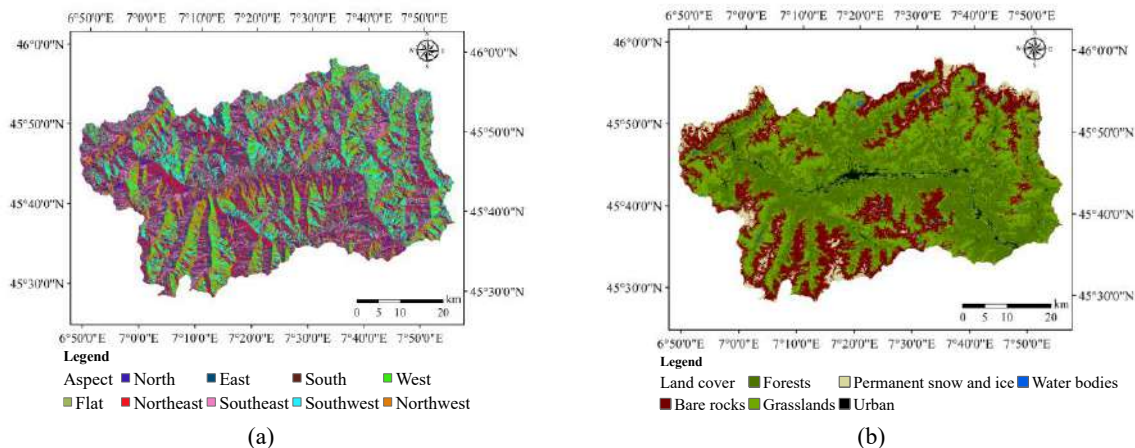 6°50'0"E 7°0'0"E 7°10'0"E 7°20'0"E 7°30'0"E 7°40'0"E 7°50'0"E
46°0'0"N
46°0'0"N
45°50'0"N
45°50'0"N
45°40'0"N
45°40'0"N
45°30'0"N
45°30'0"N
km
0 5 10 20
6°50'0"E 7°0'0"E 7°10'0"E 7°20'0"E 7°30'0"E 7°40'0"E 7°50'0"E
Legend
Aspect North East South West
Flat Northeast Southeast Southwest Northwest
(a)
6°50'0"E 7°0'0"E 7°10'0"E 7°20'0"E 7°30'0"E 7°40'0"E 7°50'0"E
46°0'0"N
46°0'0"N
45°50'0"N
45°50'0"N
45°40'0"N
45°40'0"N
45°30'0"N
45°30'0"N
km
0 5 10 20
6°50'0"E 7°0'0"E 7°10'0"E 7°20'0"E 7°30'0"E 7°40'0"E 7°50'0"E
Legend
Land cover Forests Permanent snow and ice Water bodies
Bare rocks Grasslands Urban
(b)